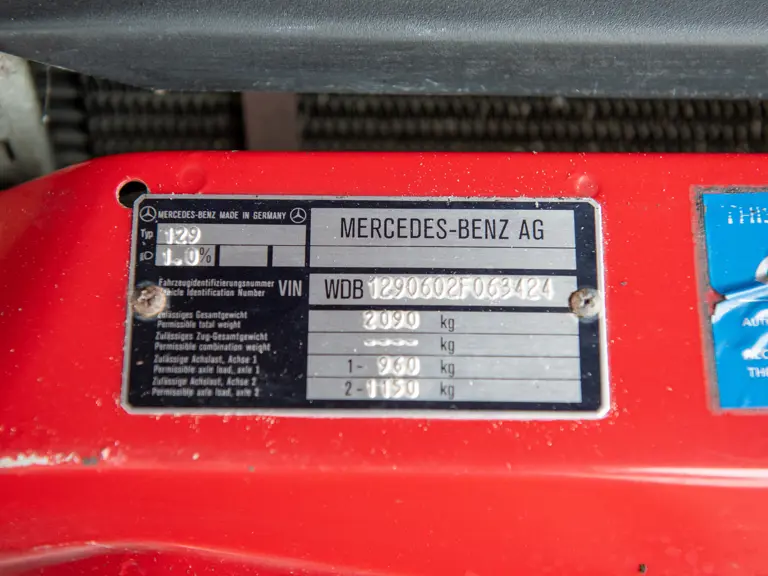 MERCEDES-BENZ MADE IN GERMANY
MERCEDES-BENZ AG
Typ 129
1.0%
Fahrzeugidentifizierungsnummer
Vehicle Identification Number VIN WDB1290602F063424
Zulässiges Gesamtgewicht
Permissible total weight 2090 kg
Zulässiges Zug-Gesamtgewicht
Permissible combination weight ---- kg
Zulässige Achslast, Achse 1
Permissible axle load, axle 1 1- 960 kg
Zulässige Achslast, Achse 2
Permissible axle load, axle 2 2- 1150 kg
THIS